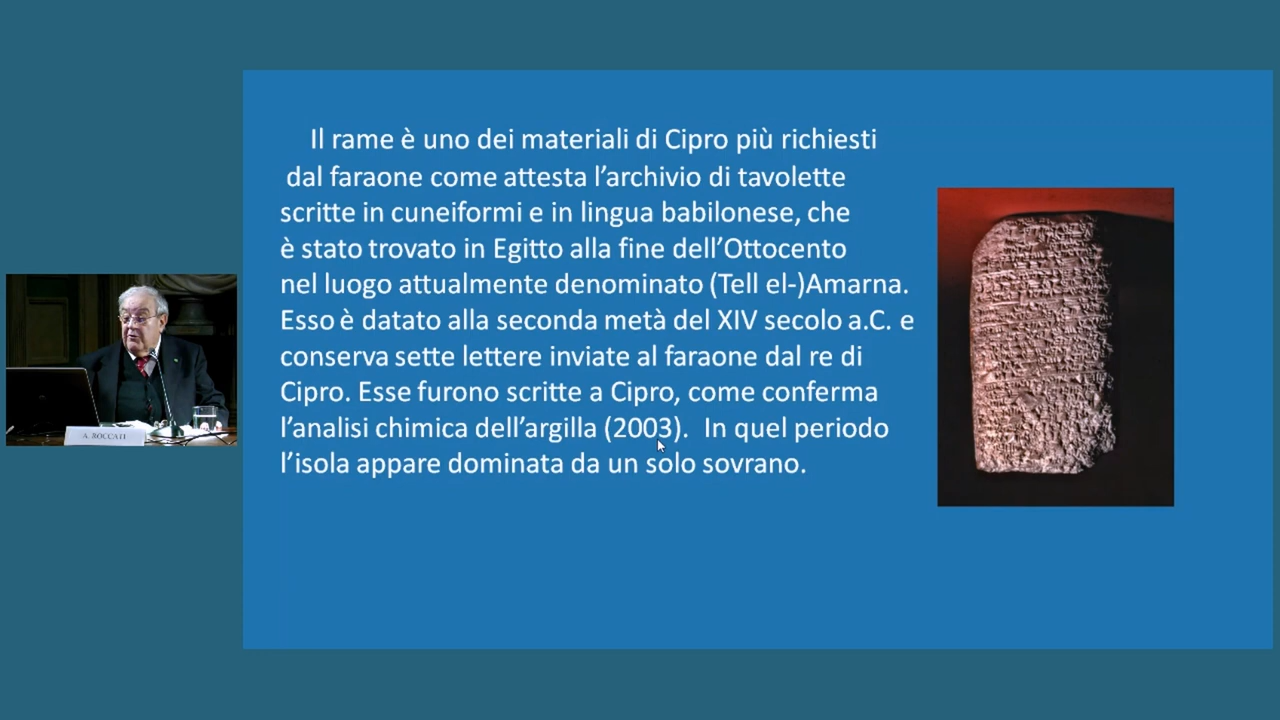 Il rame è uno dei materiali di Cipro più richiesti
dal faraone come attesta l’archivio di tavolette
scritte in cuneiformi e in lingua babilonese, che
è stato trovato in Egitto alla fine dell’Ottocento
nel luogo attualmente denominato (Tell el-)Amarna.
Esso è datato alla seconda metà del XIV secolo a.C. e
conserva sette lettere inviate al faraone dal re di
Cipro. Esse furono scritte a Cipro, come conferma
l’analisi chimica dell’argilla (2003). In quel periodo
l’isola appare dominata da un solo sovrano.
A. ROCCATI